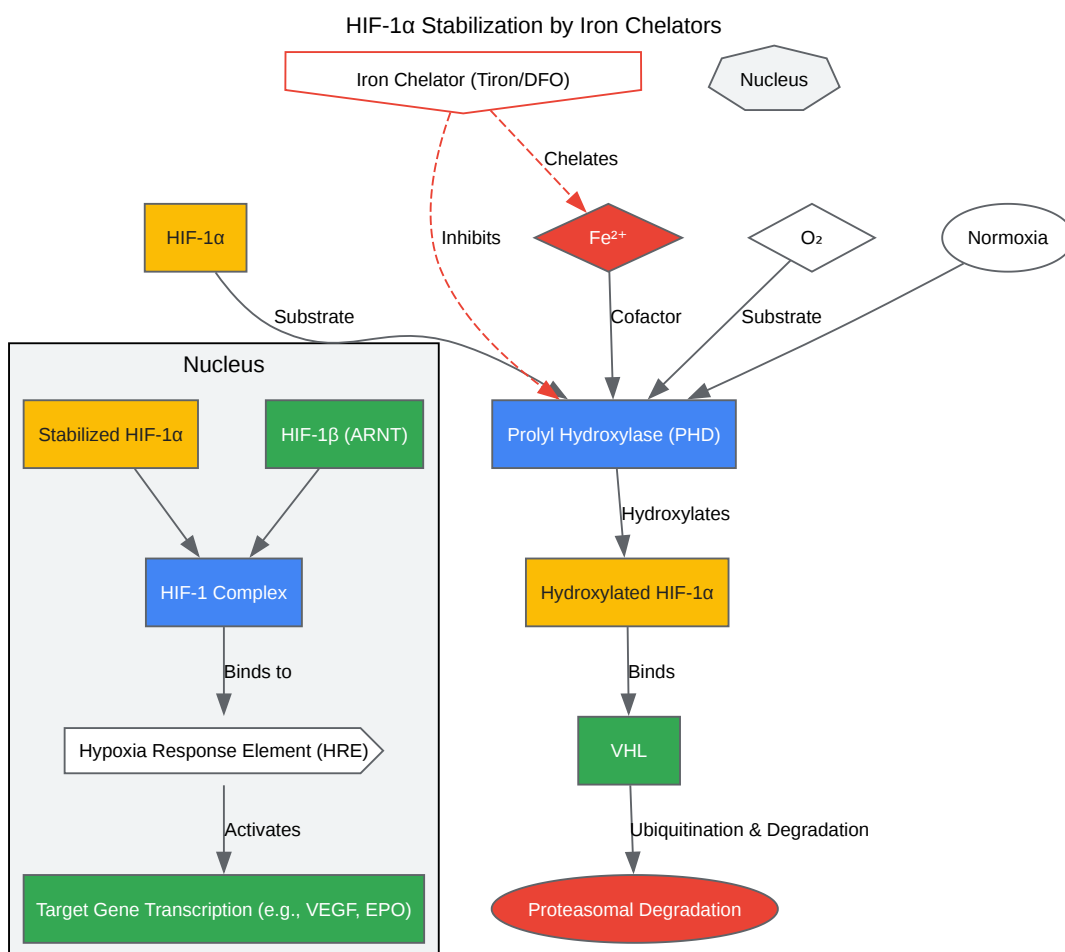 HIF-1α Stabilization by Iron Chelators
Iron Chelator (Tiron/DFO)
Nucleus
Chelates
HIF-1α
Inhibits
Fe²⁺
O₂
Normoxia
Substrate
Cofactor
Substrate
Nucleus
Stabilized HIF-1α
HIF-1β (ARNT)
Prolyl Hydroxylase (PHD)
Hydroxylates
HIF-1 Complex
Hydroxylated HIF-1α
Binds to
Binds
Hypoxia Response Element (HRE)
VHL
Activates
Ubiquitination & Degradation
Target Gene Transcription (e.g., VEGF, EPO)
Proteasomal Degradation